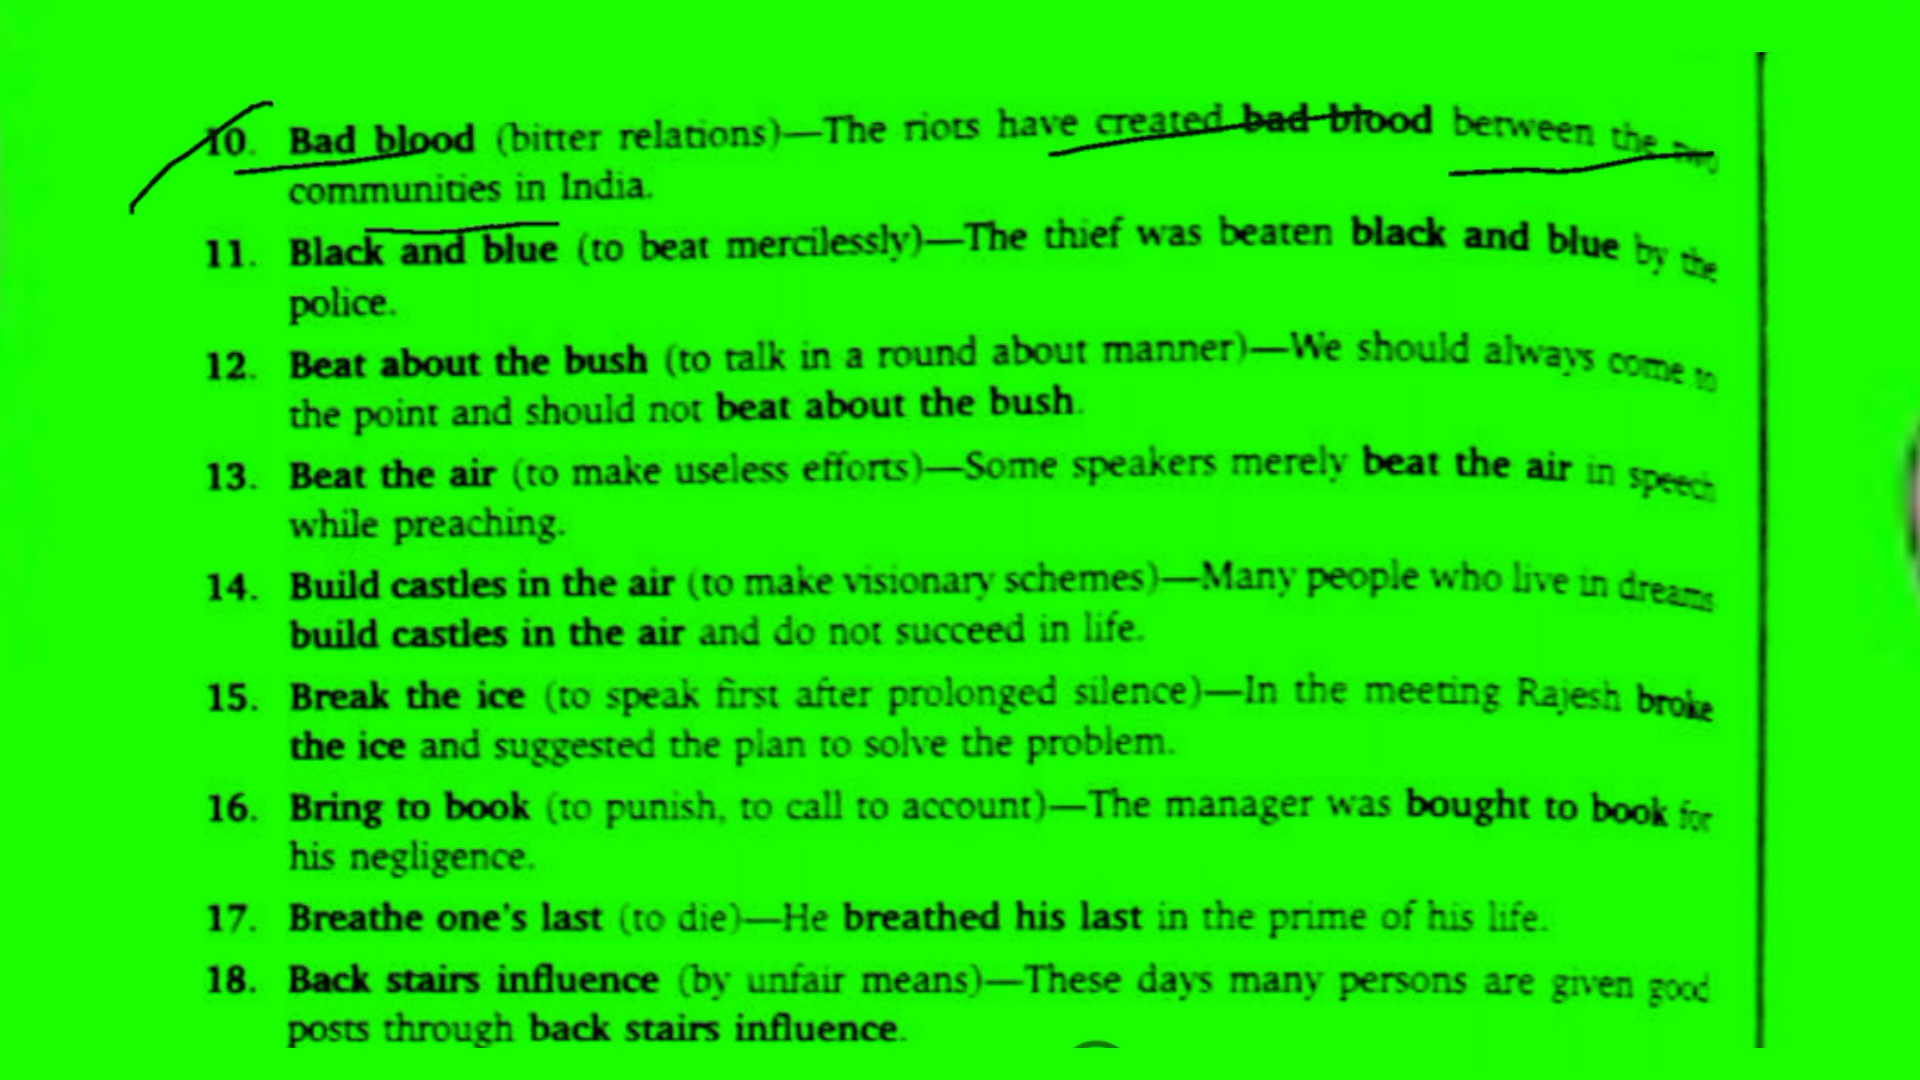 10. Bad blood (bitter relations)—The riots have created bad blood between the two
communities in India.
11. Black and blue (to beat mercilessly)—The thief was beaten black and blue by the
police.
12. Beat about the bush (to talk in a round about manner)—We should always come to
the point and should not beat about the bush.
13. Beat the air (to make useless efforts)—Some speakers merely beat the air in speech
while preaching.
14. Build castles in the air (to make visionary schemes)—Many people who live in dreams
build castles in the air and do not succeed in life.
15. Break the ice (to speak first after prolonged silence)—In the meeting Rajesh broke
the ice and suggested the plan to solve the problem.
16. Bring to book (to punish, to call to account)—The manager was bought to book for
his negligence.
17. Breathe one's last (to die)—He breathed his last in the prime of his life.
18. Back stairs influence (by unfair means)—These days many persons are given good
posts through back stairs influence.